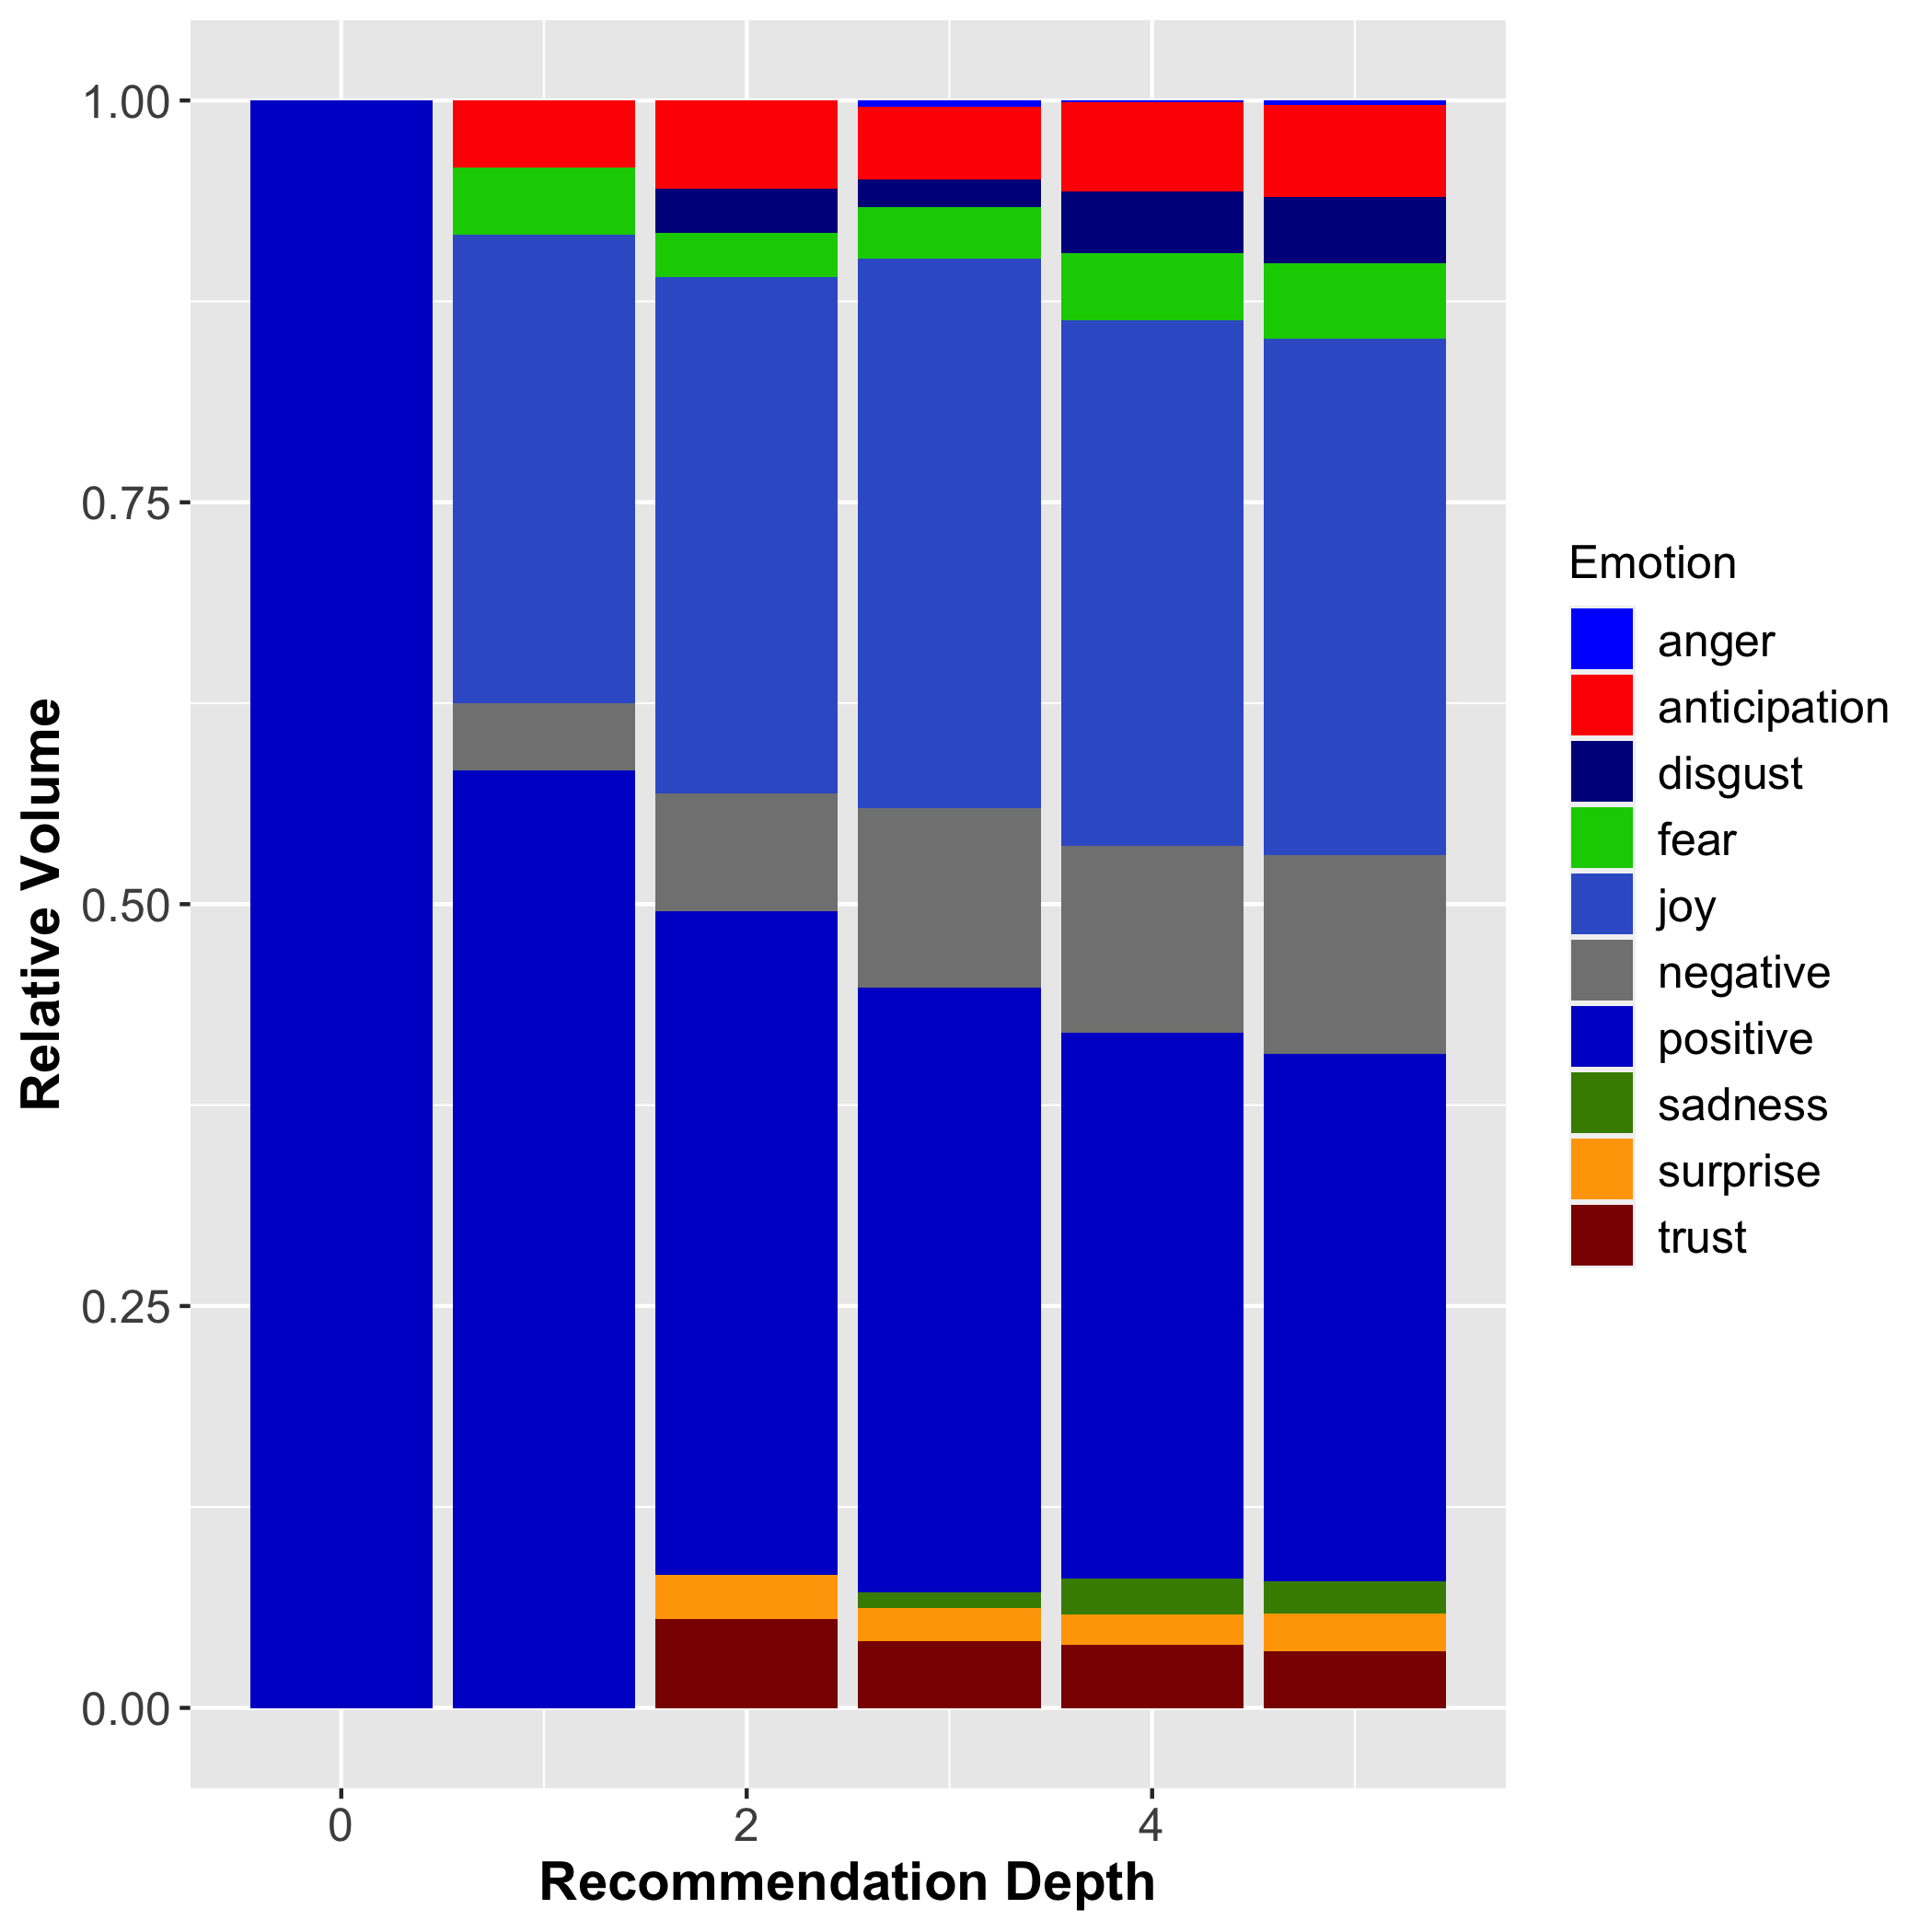 Relative Volume
1.00
0.75
0.50
0.25
0.00
0
2
4
Recommendation Depth
Emotion
anger
anticipation
disgust
fear
joy
negative
positive
sadness
surprise
trust